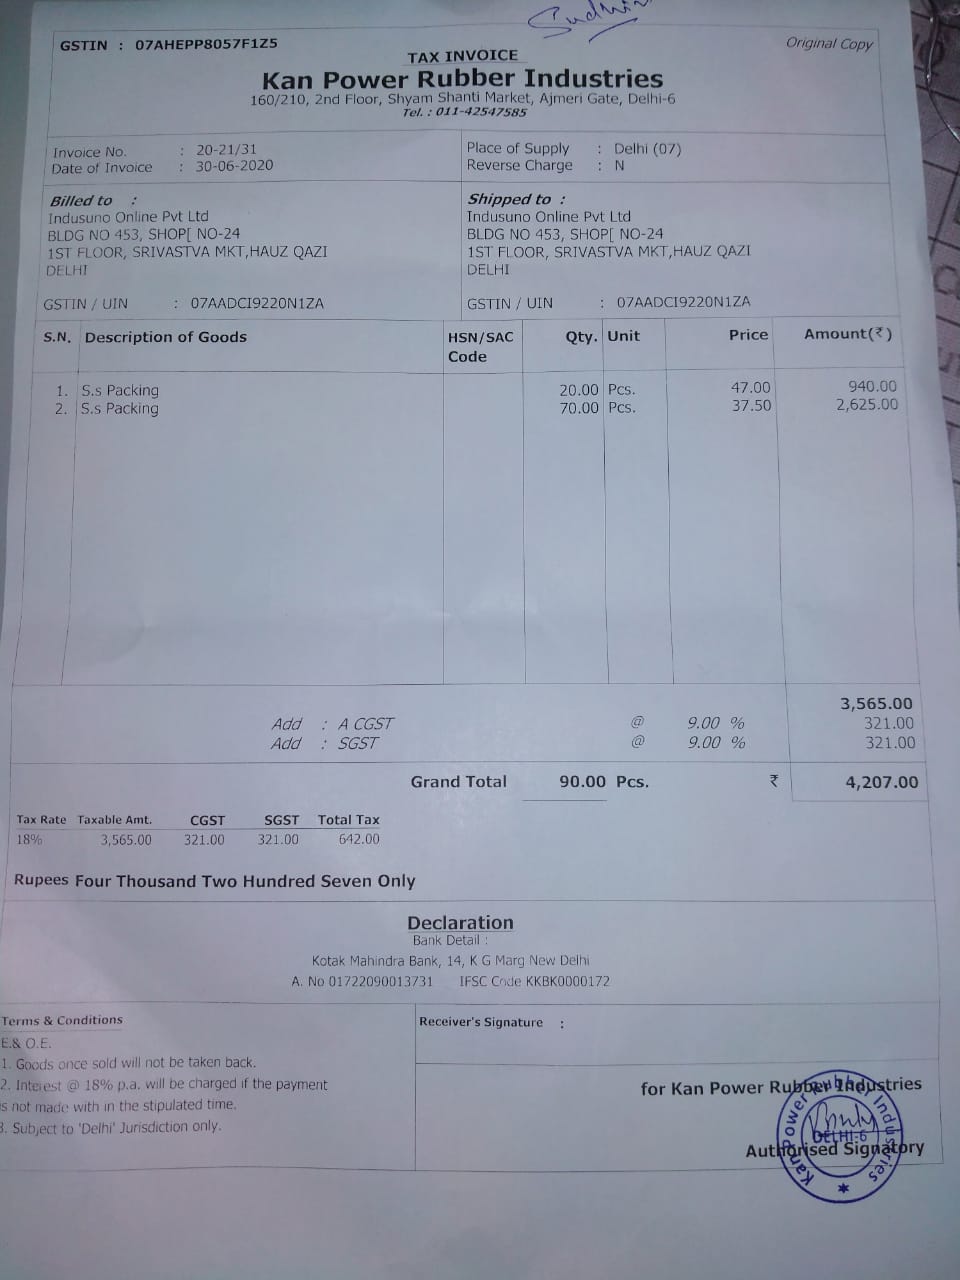 Sudhir
GSTIN : 07AHEPP8057F1Z5
Original Copy
TAX INVOICE
Kan Power Rubber Industries
160/210, 2nd Floor, Shyam Shanti Market, Ajmeri Gate, Delhi-6
Tel. : 011-42547585
Invoice No. : 20-21/31
Date of Invoice : 30-06-2020
Place of Supply : Delhi (07)
Reverse Charge : N
Billed to :
Indusuno Online Pvt Ltd
BLDG NO 453, SHOP[ NO-24
1ST FLOOR, SRIVASTVA MKT,HAUZ QAZI
DELHI
GSTIN / UIN : 07AADCI9220N1ZA
Shipped to :
Indusuno Online Pvt Ltd
BLDG NO 453, SHOP[ NO-24
1ST FLOOR, SRIVASTVA MKT,HAUZ QAZI
DELHI
GSTIN / UIN : 07AADCI9220N1ZA
S.N. Description of Goods HSN/SAC Code Qty. Unit Price Amount(₹)
1. S.s Packing 20.00 Pcs. 47.00 940.00
2. S.s Packing 70.00 Pcs. 37.50 2,625.00
3,565.00
Add : A CGST @ 9.00 % 321.00
Add : SGST @ 9.00 % 321.00
Grand Total 90.00 Pcs. ₹ 4,207.00
Tax Rate Taxable Amt. CGST SGST Total Tax
18% 3,565.00 321.00 321.00 642.00
Rupees Four Thousand Two Hundred Seven Only
Declaration
Bank Detail :
Kotak Mahindra Bank, 14, K G Marg New Delhi
A. No 01722090013731 IFSC Code KKBK0000172
Terms & Conditions
E.& O.E.
1. Goods once sold will not be taken back.
2. Interest @ 18% p.a. will be charged if the payment
is not made with in the stipulated time.
3. Subject to 'Delhi' Jurisdiction only.
Receiver's Signature :
for Kan Power Rubber Industries
Kan Power Rubber Industries
DELHI-6
Authorised Signatory